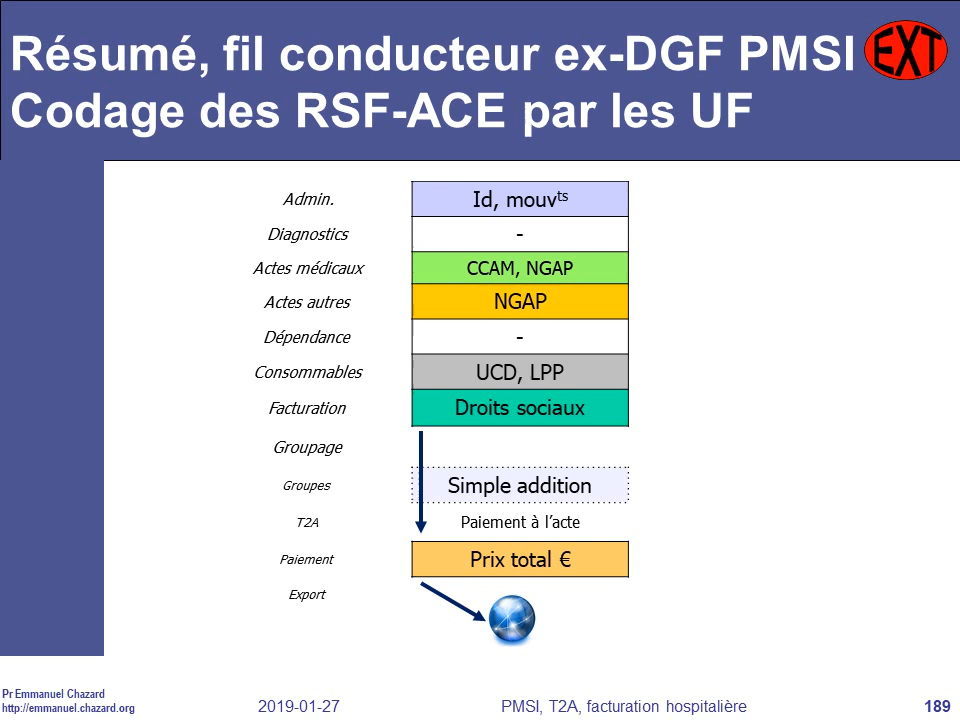 Résumé, fil conducteur ex-DGF PMSI
EXT
Codage des RSF-ACE par les UF
Admin.
Id, mouvts
Diagnostics
-
Actes médicaux
CCAM, NGAP
Actes autres
NGAP
Dépendance
-
Consommables
UCD, LPP
Facturation
Droits sociaux
Groupage
Groupes
Simple addition
T2A
Paiement à l’acte
Paiement
Prix total €
Export
Pr Emmanuel Chazard
http://emmanuel.chazard.org
2019-01-27
PMSI, T2A, facturation hospitalière
189